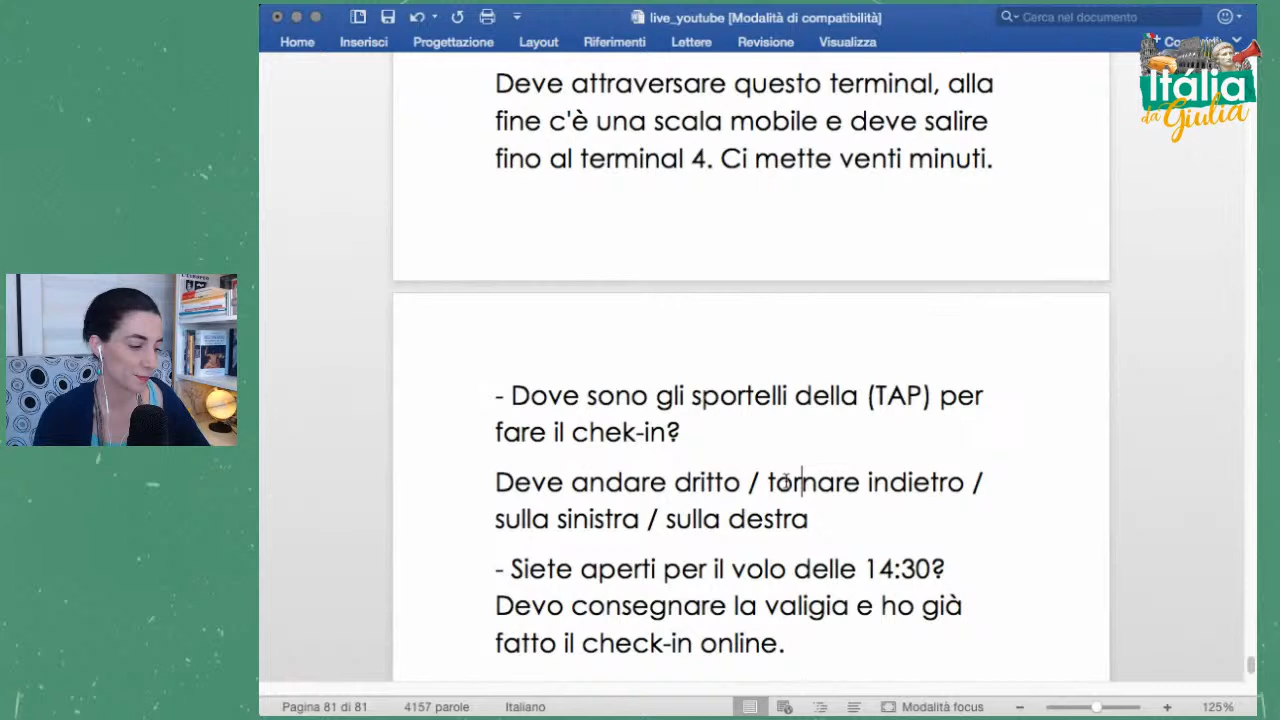 live_youtube [Modalità di compatibilità]
Cerca nel documento
Home Inserisci Progettazione Layout Riferimenti Lettere Revisione Visualizza
Itália
da Giulia
Deve attraversare questo terminal, alla
fine c'è una scala mobile e deve salire
fino al terminal 4. Ci mette venti minuti.
- Dove sono gli sportelli della (TAP) per
fare il chek-in?
Deve andare dritto / tornare indietro /
sulla sinistra / sulla destra
- Siete aperti per il volo delle 14:30?
Devo consegnare la valigia e ho già
fatto il check-in online.
Pagina 81 di 81 4157 parole Italiano Modalità focus 125%